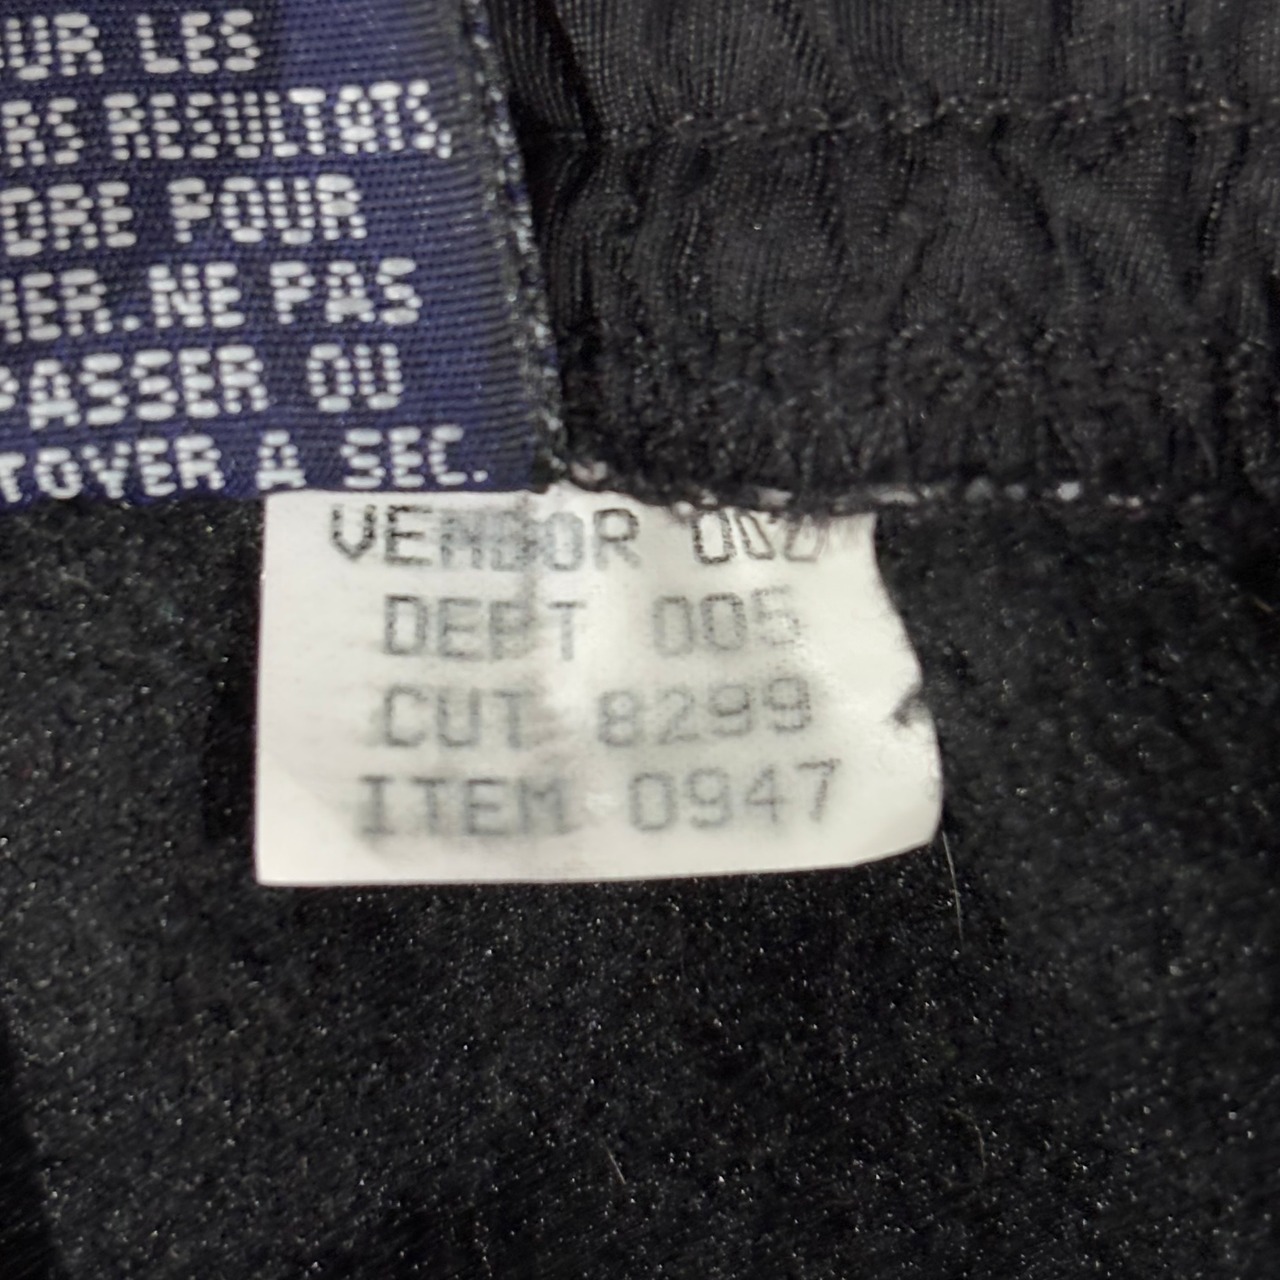 UR LES
RS RESULTATS,
ORE POUR
HER. NE PAS
PASSER OU
TOYER A SEC.
VENDOR
DEPT 005
CUT 8299
ITEM 0947